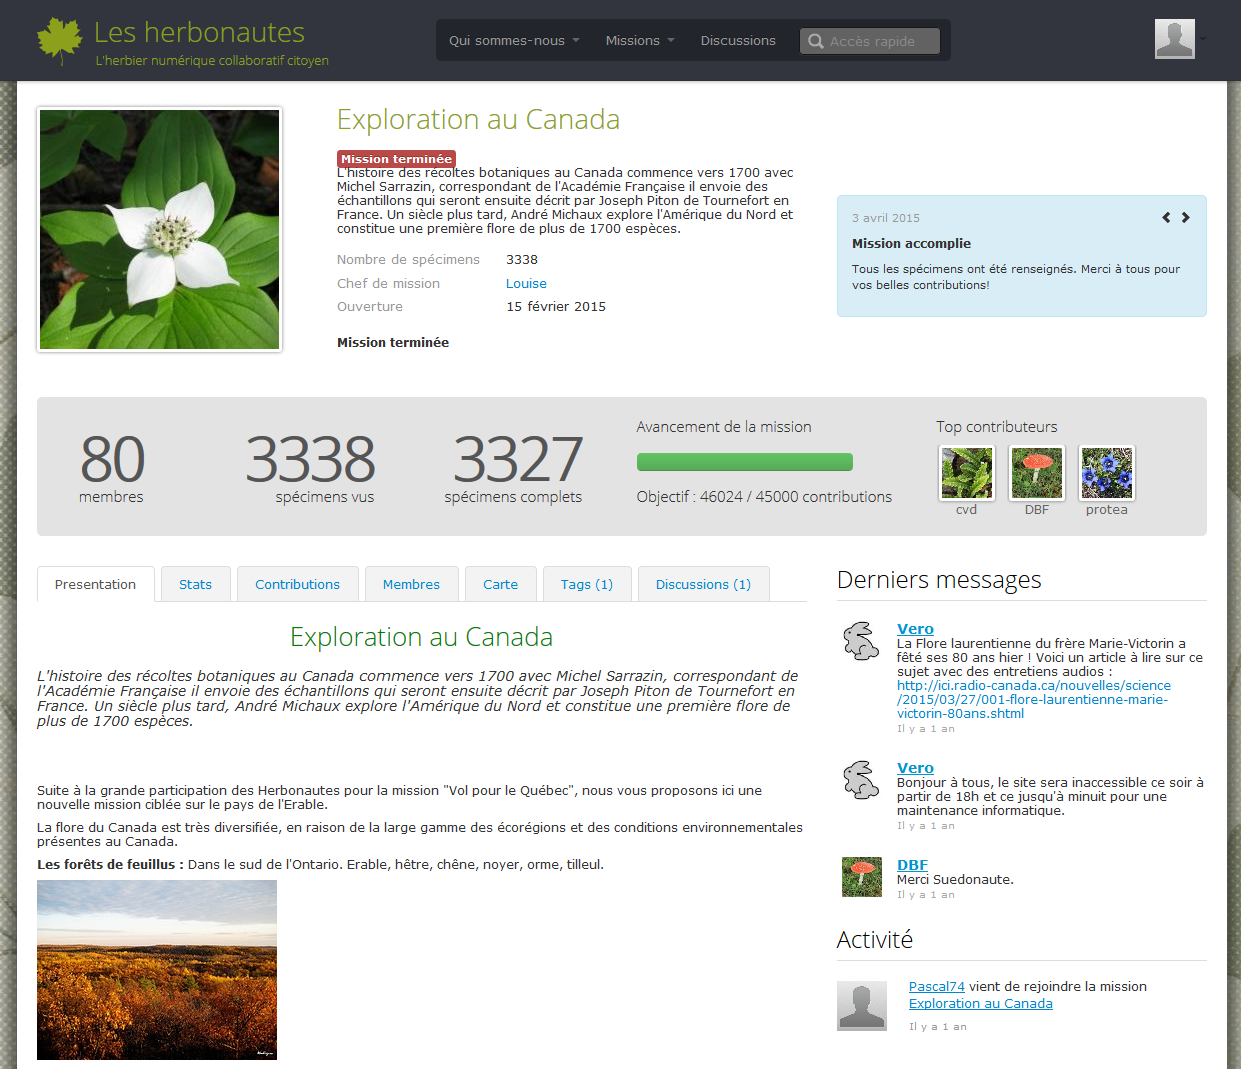 Les herbonautes
L'herbier numérique collaboratif citoyen
Qui sommes-nous
Missions
Discussions
Accès rapide
Exploration au Canada
Mission terminée
L'histoire des récoltes botaniques au Canada commence vers 1700 avec
Michel Sarrazin, correspondant de l'Académie Française il envoie des
échantillons qui seront ensuite décrit par Joseph Piton de Tournefort en
France. Un siècle plus tard, André Michaux explore l'Amérique du Nord et
constitue une première flore de plus de 1700 espèces.
Nombre de spécimens 3338
Chef de mission Louise
Ouverture 15 février 2015
Mission terminée
3 avril 2015
Mission accomplie
Tous les spécimens ont été renseignés. Merci à tous pour
vos belles contributions!
80
membres
3338
spécimens vus
3327
spécimens complets
Avancement de la mission
Objectif : 46024 / 45000 contributions
Top contributeurs
cvd
DBF
protea
Presentation
Stats
Contributions
Membres
Carte
Tags (1)
Discussions (1)
Exploration au Canada
L'histoire des récoltes botaniques au Canada commence vers 1700 avec Michel Sarrazin, correspondant de
l'Académie Française il envoie des échantillons qui seront ensuite décrit par Joseph Piton de Tournefort en
France. Un siècle plus tard, André Michaux explore l'Amérique du Nord et constitue une première flore de
plus de 1700 espèces.
Suite à la grande participation des Herbonautes pour la mission "Vol pour le Québec", nous vous proposons ici une
nouvelle mission ciblée sur le pays de l'Erable.
La flore du Canada est très diversifiée, en raison de la large gamme des écorégions et des conditions environnementales
présentes au Canada.
Les forêts de feuillus : Dans le sud de l'Ontario. Erable, hêtre, chêne, noyer, orme, tilleul.
Derniers messages
Vero
La Flore laurentienne du frère Marie-Victorin a
fêté ses 80 ans hier ! Voici un article à lire sur ce
sujet avec des entretiens audios :
http://ici.radio-canada.ca/nouvelles/science
/2015/03/27/001-flore-laurentienne-marie-
victorin-80ans.shtml
Il y a 1 an
Vero
Bonjour à tous, le site sera inaccessible ce soir à
partir de 18h et ce jusqu'à minuit pour une
maintenance informatique.
Il y a 1 an
DBF
Merci Suedonaute.
Il y a 1 an
Activité
Pascal74 vient de rejoindre la mission
Exploration au Canada
Il y a 1 an